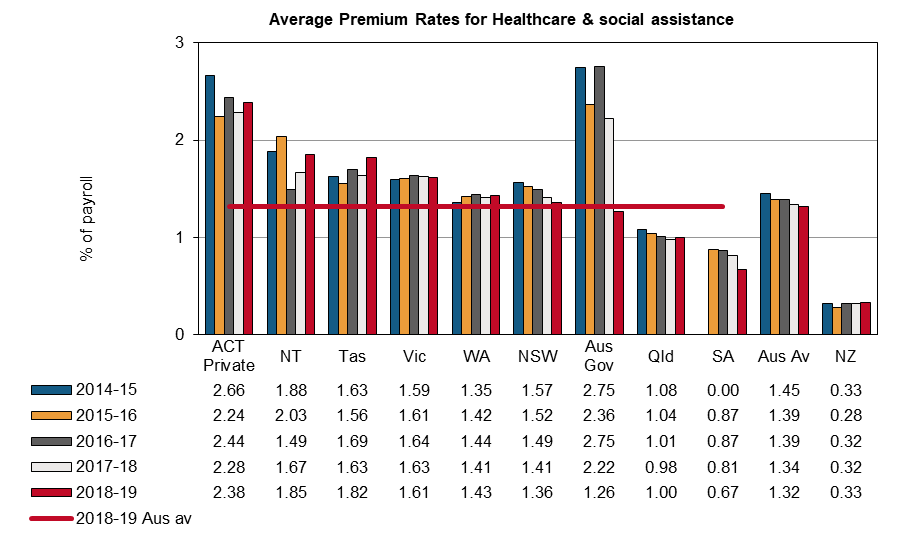 Average Premium Rates for Healthcare & social assistance
3
2
1
0
% of payroll
ACT Private NT Tas Vic WA NSW Aus Gov Qld SA Aus Av NZ
2014-15 2.66 1.88 1.63 1.59 1.35 1.57 2.75 1.08 0.00 1.45 0.33
2015-16 2.24 2.03 1.56 1.61 1.42 1.52 2.36 1.04 0.87 1.39 0.28
2016-17 2.44 1.49 1.69 1.64 1.44 1.49 2.75 1.01 0.87 1.39 0.32
2017-18 2.28 1.67 1.63 1.63 1.41 1.41 2.22 0.98 0.81 1.34 0.32
2018-19 2.38 1.85 1.82 1.61 1.43 1.36 1.26 1.00 0.67 1.32 0.33
2018-19 Aus av